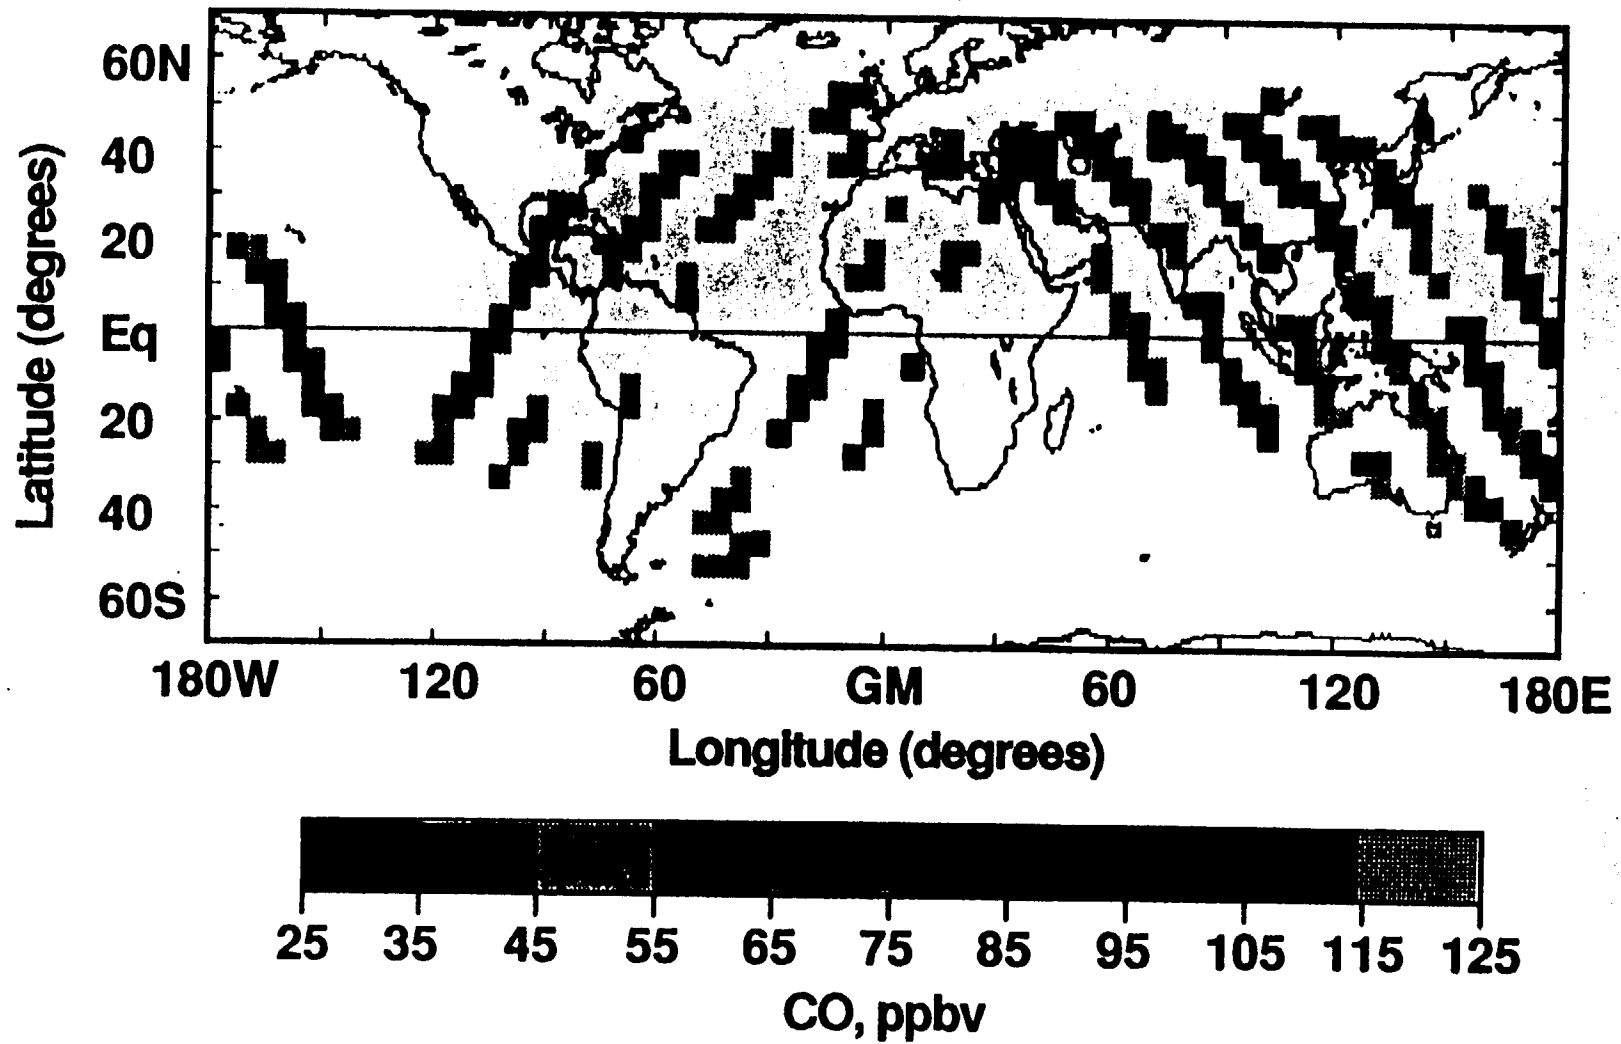 60N
40
20
Eq
20
40
60S
Latitude (degrees)
180W 120 60 GM 60 120 180E
Longitude (degrees)
25 35 45 55 65 75 85 95 105 115 125
CO, ppbv